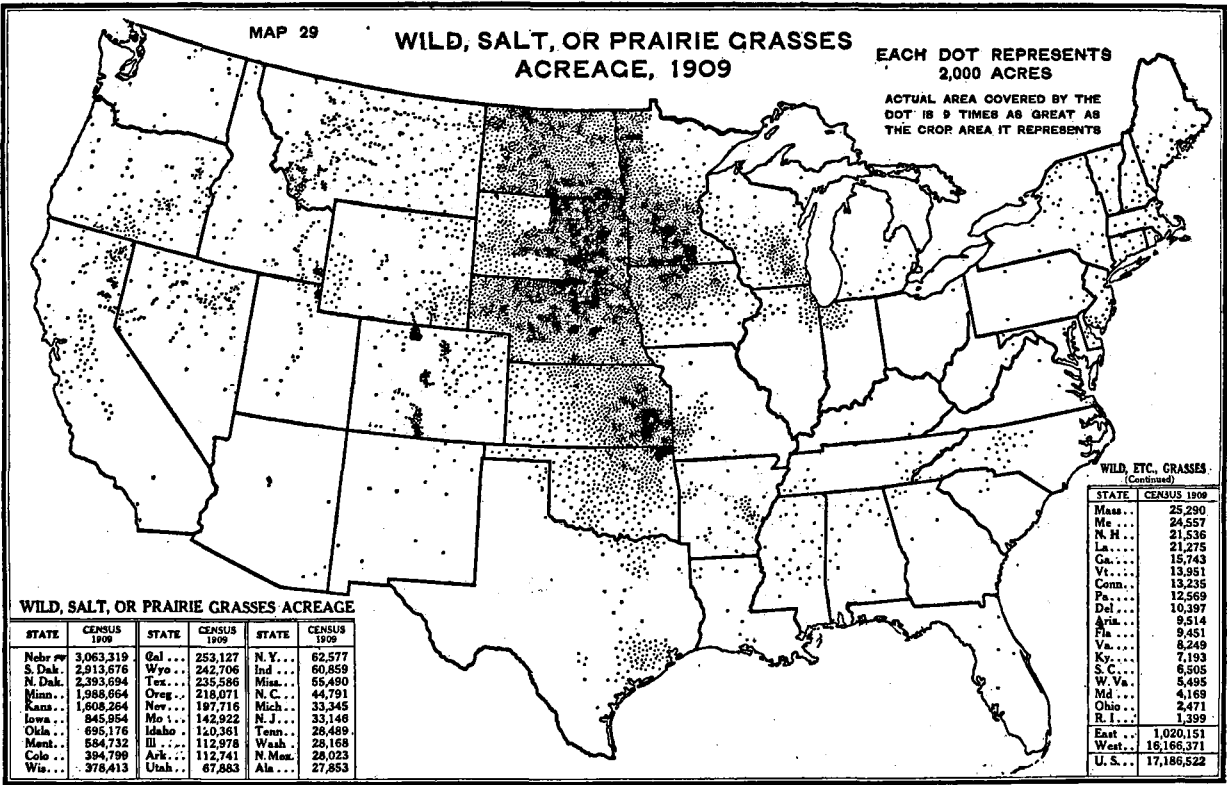 MAP 29
WILD, SALT, OR PRAIRIE GRASSES
ACREAGE, 1909
EACH DOT REPRESENTS
2,000 ACRES
ACTUAL AREA COVERED BY THE
DOT IS 9 TIMES AS GREAT AS
THE CROP AREA IT REPRESENTS
WILD, SALT, OR PRAIRIE GRASSES ACREAGE
STATE CENSUS 1909 STATE CENSUS 1909 STATE CENSUS 1909
Nebr 3,063,319 Cal ... 253,127 N. Y... 62,577
S. Dak. 2,913,676 Wyo .. 242,706 Ind ... 60,859
N. Dak. 2,393,694 Tex... 235,586 Miss... 55,490
Minn... 1,988,664 Oreg.. 218,071 N. C... 44,791
Kans... 1,608,264 Nev... 197,716 Mich .. 33,345
Iowa... 845,954 Mo ... 142,922 N. J... 33,146
Okla... 695,176 Idaho . 120,361 Tenn.. 28,489
Mont... 584,732 Ill .... 112,978 Wash . 28,168
Colo .. 394,799 Ark... 112,741 N. Mex. 28,023
Wis... 378,413 Utah .. 67,883 Ala ... 27,853
WILD, ETC., GRASSES
(Continued)
STATE CENSUS 1909
Mass.. 25,290
Me .... 24,557
N. H .. 21,536
La.... 21,275
Ga.... 15,743
Vt.... 13,951
Conn.. 13,235
Pa.... 12,569
Del ... 10,397
Ariz... 9,514
Fla ... 9,451
Va.... 8,249
Ky.... 7,193
S. C... 6,505
W. Va. 5,495
Md ... 4,169
Ohio .. 2,471
R. I... 1,399
East .. 1,020,151
West.. 16,166,371
U. S... 17,186,522